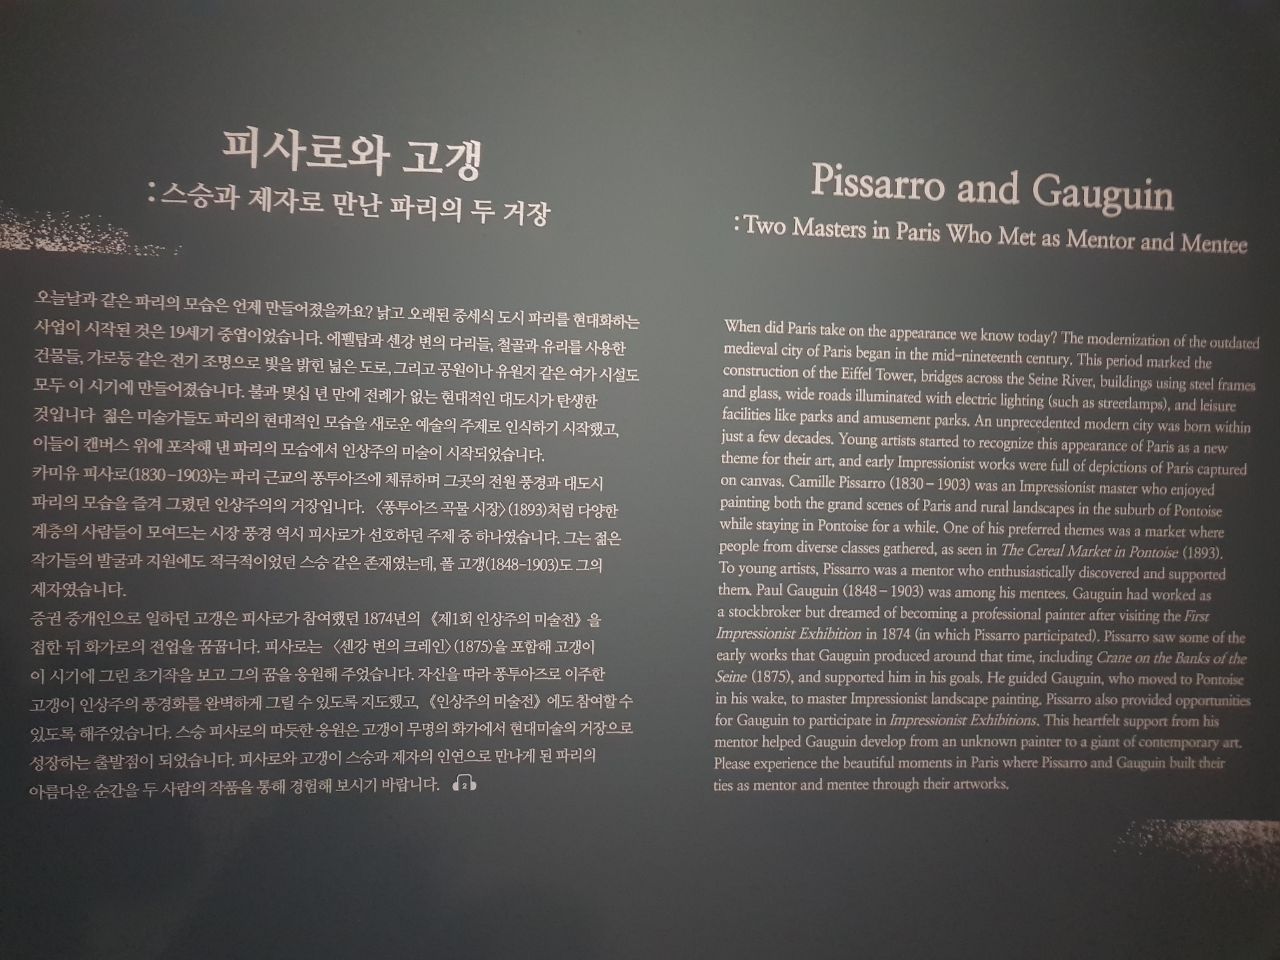 피사로와 고갱
: 스승과 제자로 만난 파리의 두 거장
오늘날과 같은 파리의 모습은 언제 만들어졌을까요? 낡고 오래된 중세식 도시 파리를 현대화하는
사업이 시작된 것은 19세기 중엽이었습니다. 에펠탑과 센강 변의 다리들, 철골과 유리를 사용한
건물들, 가로등 같은 전기 조명으로 빛을 밝힌 넓은 도로, 그리고 공원이나 유원지 같은 여가 시설도
모두 이 시기에 만들어졌습니다. 불과 몇십 년 만에 전례가 없는 현대적인 대도시가 탄생한
것입니다 젊은 미술가들도 파리의 현대적인 모습을 새로운 예술의 주제로 인식하기 시작했고,
이들이 캔버스 위에 포착해 낸 파리의 모습에서 인상주의 미술이 시작되었습니다.
카미유 피사로(1830–1903)는 파리 근교의 퐁투아즈에 체류하며 그곳의 전원 풍경과 대도시
파리의 모습을 즐겨 그렸던 인상주의의 거장입니다. 〈퐁투아즈 곡물 시장〉(1893)처럼 다양한
계층의 사람들이 모여드는 시장 풍경 역시 피사로가 선호하던 주제 중 하나였습니다. 그는 젊은
작가들의 발굴과 지원에도 적극적이었던 스승 같은 존재였는데, 폴 고갱(1848–1903)도 그의
제자였습니다.
증권 중개인으로 일하던 고갱은 피사로가 참여했던 1874년의 《제1회 인상주의 미술전》을
접한 뒤 화가로의 전업을 꿈꿉니다. 피사로는 〈센강 변의 크레인〉(1875)을 포함해 고갱이
이 시기에 그린 초기작을 보고 그의 꿈을 응원해 주었습니다. 자신을 따라 퐁투아즈로 이주한
고갱이 인상주의 풍경화를 완벽하게 그릴 수 있도록 지도했고, 《인상주의 미술전》에도 참여할 수
있도록 해주었습니다. 스승 피사로의 따듯한 응원은 고갱이 무명의 화가에서 현대미술의 거장으로
성장하는 출발점이 되었습니다. 피사로와 고갱이 스승과 제자의 인연으로 만나게 된 파리의
아름다운 순간을 두 사람의 작품을 통해 경험해 보시기 바랍니다. 2
Pissarro and Gauguin
: Two Masters in Paris Who Met as Mentor and Mentee
When did Paris take on the appearance we know today? The modernization of the outdated
medieval city of Paris began in the mid-nineteenth century. This period marked the
construction of the Eiffel Tower, bridges across the Seine River, buildings using steel frames
and glass, wide roads illuminated with electric lighting (such as streetlamps), and leisure
facilities like parks and amusement parks. An unprecedented modern city was born within
just a few decades. Young artists started to recognize this appearance of Paris as a new
theme for their art, and early Impressionist works were full of depictions of Paris captured
on canvas. Camille Pissarro (1830 – 1903) was an Impressionist master who enjoyed
painting both the grand scenes of Paris and rural landscapes in the suburb of Pontoise
while staying in Pontoise for a while. One of his preferred themes was a market where
people from diverse classes gathered, as seen in The Cereal Market in Pontoise (1893).
To young artists, Pissarro was a mentor who enthusiastically discovered and supported
them. Paul Gauguin (1848 – 1903) was among his mentees. Gauguin had worked as
a stockbroker but dreamed of becoming a professional painter after visiting the First
Impressionist Exhibition in 1874 (in which Pissarro participated). Pissarro saw some of the
early works that Gauguin produced around that time, including Crane on the Banks of the
Seine (1875), and supported him in his goals. He guided Gauguin, who moved to Pontoise
in his wake, to master Impressionist landscape painting. Pissarro also provided opportunities
for Gauguin to participate in Impressionist Exhibitions. This heartfelt support from his
mentor helped Gauguin develop from an unknown painter to a giant of contemporary art.
Please experience the beautiful moments in Paris where Pissarro and Gauguin built their
ties as mentor and mentee through their artworks.